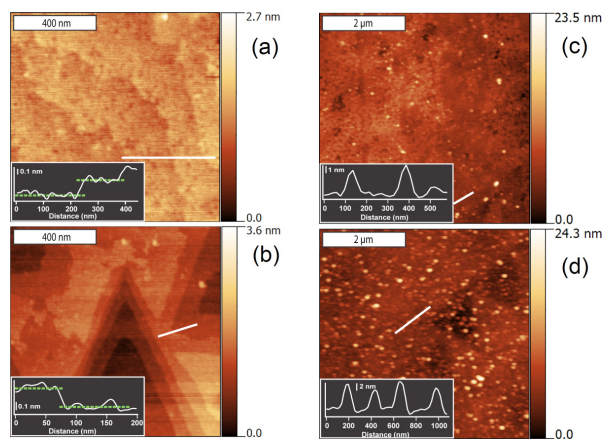 400 nm
2.7 nm
(a)
0.1 nm
0 100 200 300 400
Distance (nm)
0.0
2 µm
23.5 nm
(c)
1 nm
0 100 200 300 400 500
Distance (nm)
0.0
400 nm
3.6 nm
(b)
0.1 nm
0 50 100 150 200
Distance (nm)
0.0
2 µm
24.3 nm
(d)
2 nm
0 200 400 600 800 1000
Distance (nm)
0.0